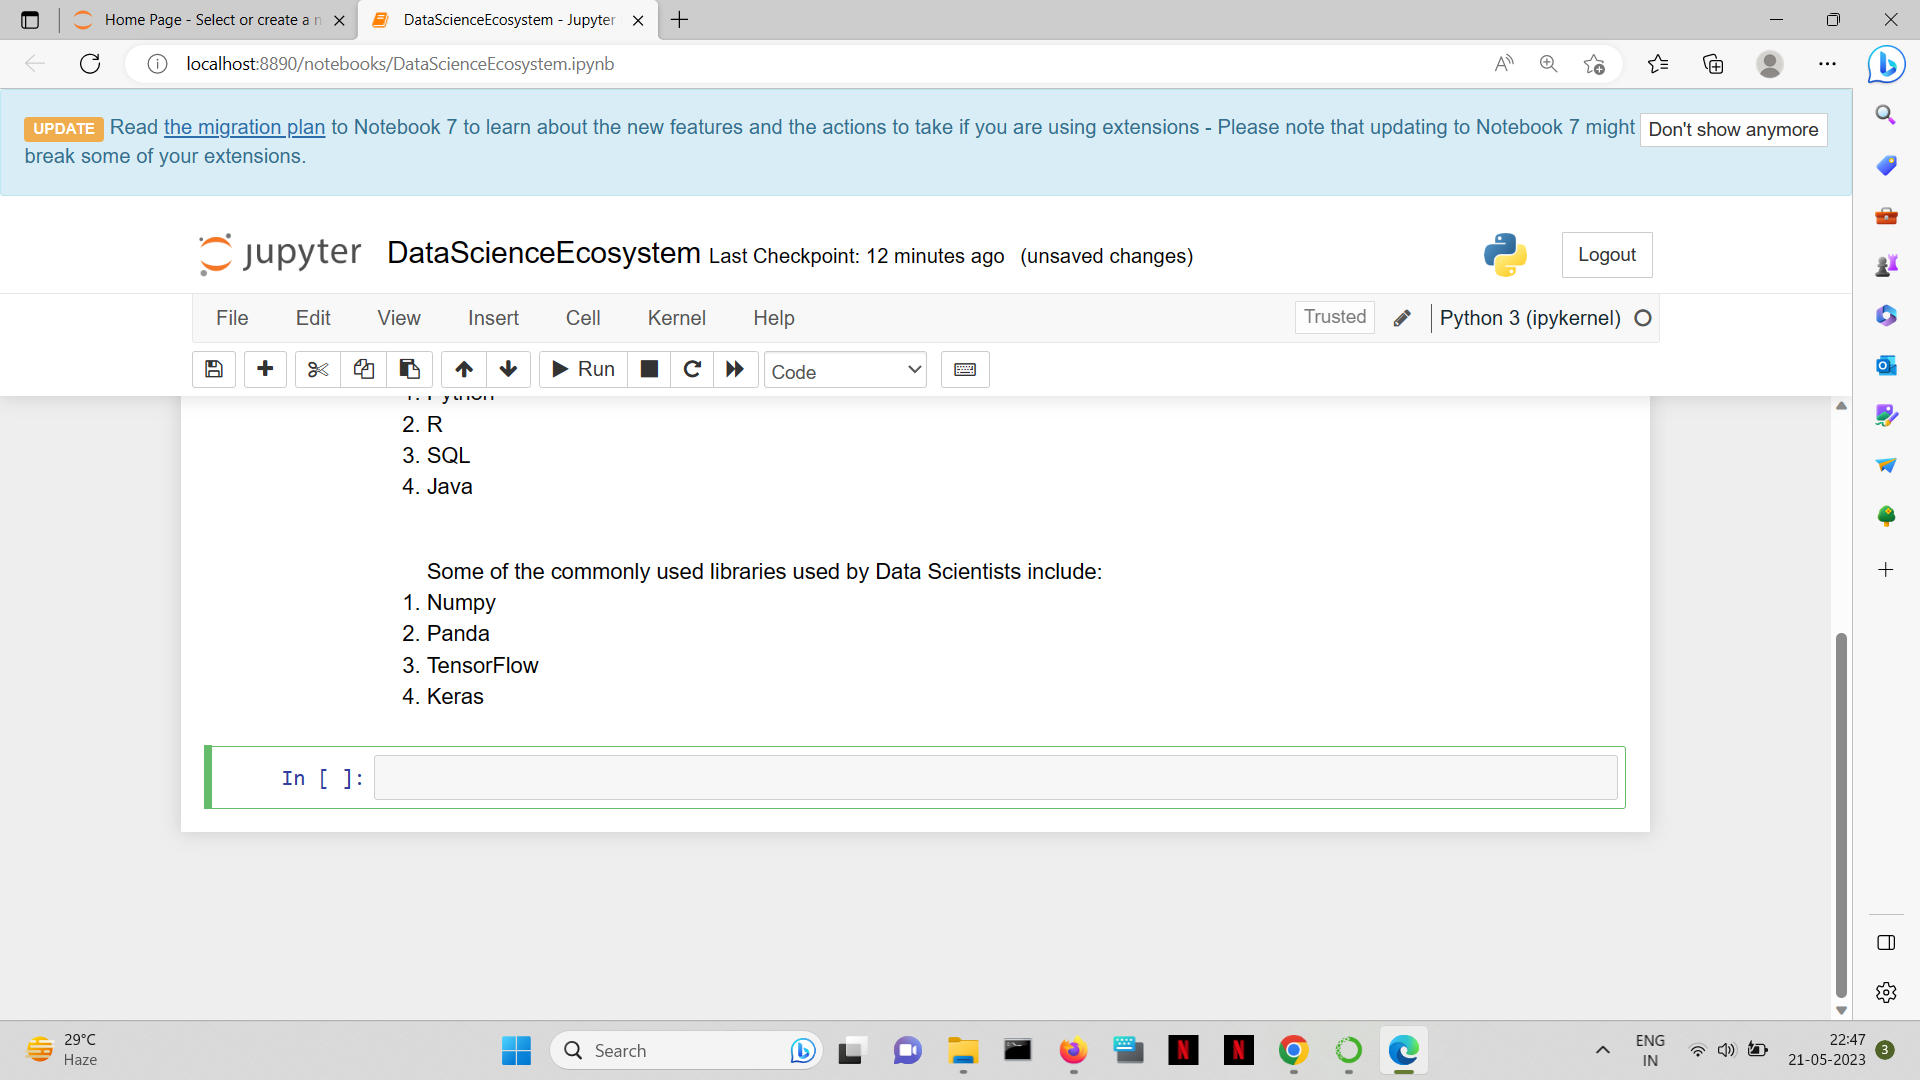 Home Page - Select or create a n
DataScienceEcosystem - Jupyter
localhost:8890/notebooks/DataScienceEcosystem.ipynb
UPDATE Read the migration plan to Notebook 7 to learn about the new features and the actions to take if you are using extensions - Please note that updating to Notebook 7 might break some of your extensions.
Don't show anymore
jupyter DataScienceEcosystem Last Checkpoint: 12 minutes ago (unsaved changes)
Logout
File Edit View Insert Cell Kernel Help
Trusted
Python 3 (ipykernel)
Run
Code
1. Python
2. R
3. SQL
4. Java
Some of the commonly used libraries used by Data Scientists include:
1. Numpy
2. Panda
3. TensorFlow
4. Keras
In [ ]:
29°C
Haze
Search
ENG
IN
22:47
21-05-2023
3